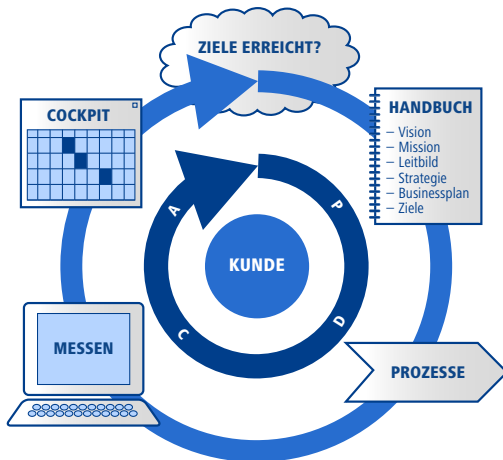 ZIELE ERREICHT?
COCKPIT
HANDBUCH
– Vision
– Mission
– Leitbild
– Strategie
– Businessplan
– Ziele
A
P
KUNDE
C
D
MESSEN
PROZESSE